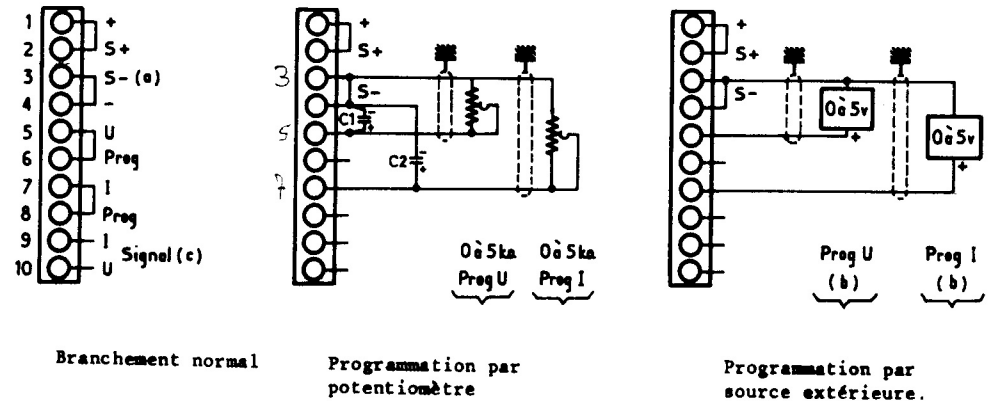 1 +
2 S+
3 S- (a)
4 -
5 U
6 Prog
7 I
8 Prog
9 I
Signal (c)
10 U
Branchement normal
+
S+
3
S-
C1 - +
5
C2 - +
7
0 à 5kΩ 0 à 5kΩ
Prog U Prog I
Programmation par
potentiomètre
+
S+
S-
0 à 5v
+
0 à 5v
+
Prog U Prog I
(b) (b)
Programmation par
source extérieure.